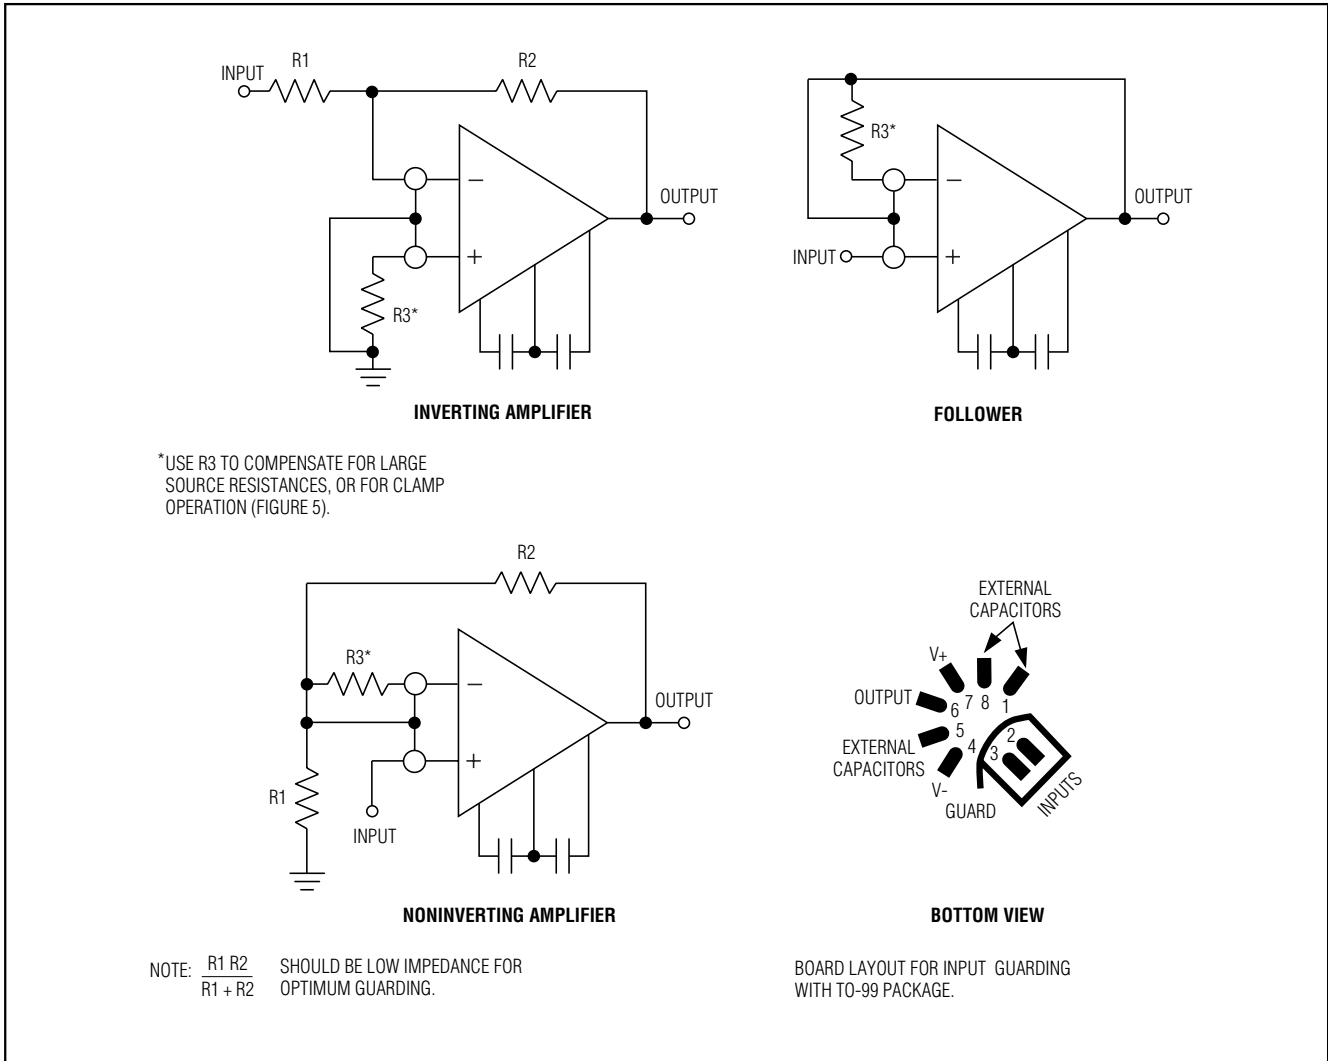 R1
R2
INPUT
R3*
−
+
OUTPUT
R3*
INVERTING AMPLIFIER
R3*
−
+
INPUT
OUTPUT
FOLLOWER
*USE R3 TO COMPENSATE FOR LARGE
SOURCE RESISTANCES, OR FOR CLAMP
OPERATION (FIGURE 5).
R2
R3*
−
+
OUTPUT
R1
INPUT
NONINVERTING AMPLIFIER
EXTERNAL
CAPACITORS
V+
OUTPUT
EXTERNAL
CAPACITORS
V-
GUARD
INPUTS
1
2
3
4
5
6
7
8
BOTTOM VIEW
NOTE: R1 R2
R1 + R2
SHOULD BE LOW IMPEDANCE FOR
OPTIMUM GUARDING.
BOARD LAYOUT FOR INPUT GUARDING
WITH TO-99 PACKAGE.